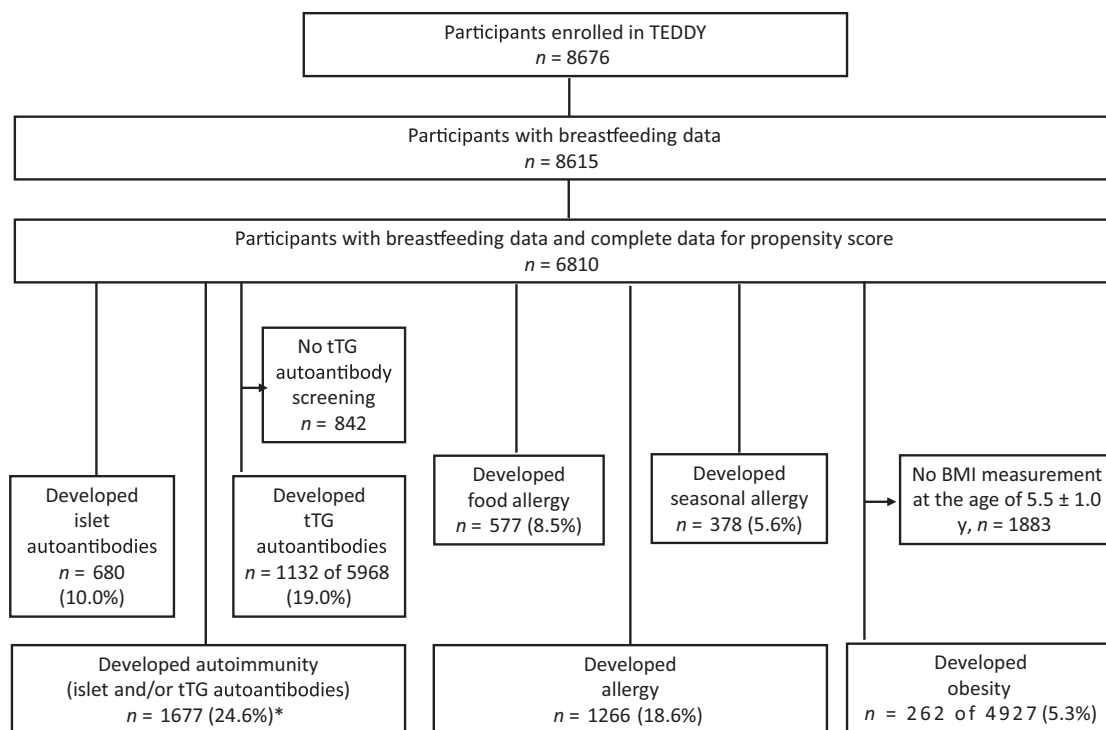 Participants enrolled in TEDDY
n = 8676
Participants with breastfeeding data
n = 8615
Participants with breastfeeding data and complete data for propensity score
n = 6810
No tTG
autoantibody
screening
n = 842
Developed
islet
autoantibodies
n = 680
(10.0%)
Developed
tTG
autoantibodies
n = 1132 of 5968
(19.0%)
Developed
food allergy
n = 577 (8.5%)
Developed
seasonal allergy
n = 378 (5.6%)
No BMI measurement
at the age of 5.5 ± 1.0
y, n = 1883
Developed autoimmunity
(islet and/or tTG autoantibodies)
n = 1677 (24.6%)*
Developed
allergy
n = 1266 (18.6%)
Developed
obesity
n = 262 of 4927 (5.3%)